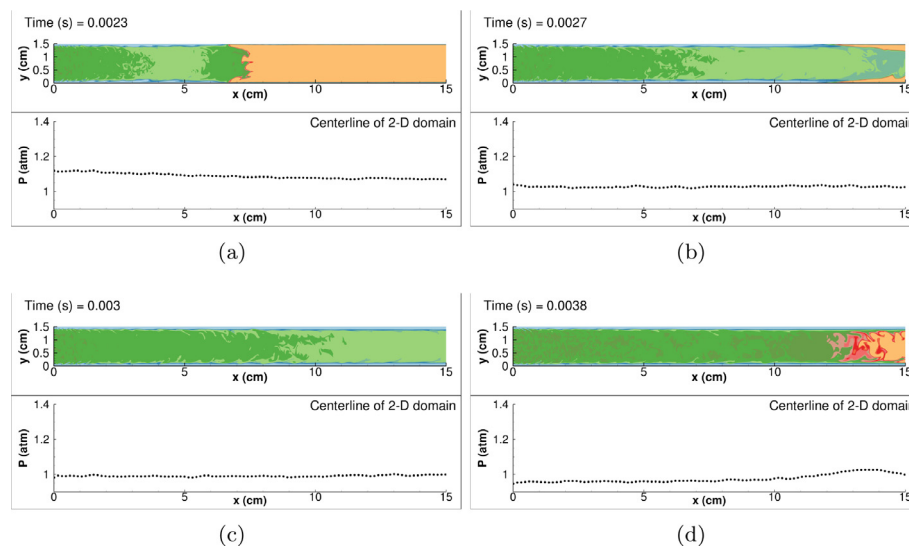 Time (s) = 0.0023
y (cm)
1.5
1
0.5
0
0 5 10 15
x (cm)
Centerline of 2-D domain
P (atm)
1.4
1.2
1
0 5 10 15
x (cm)
(a)
Time (s) = 0.0027
y (cm)
1.5
1
0.5
0
0 5 10 15
x (cm)
Centerline of 2-D domain
P (atm)
1.4
1.2
1
0 5 10 15
x (cm)
(b)
Time (s) = 0.003
y (cm)
1.5
1
0.5
0
0 5 10 15
x (cm)
Centerline of 2-D domain
P (atm)
1.4
1.2
1
0 5 10 15
x (cm)
(c)
Time (s) = 0.0038
y (cm)
1.5
1
0.5
0
0 5 10 15
x (cm)
Centerline of 2-D domain
P (atm)
1.4
1.2
1
0 5 10 15
x (cm)
(d)